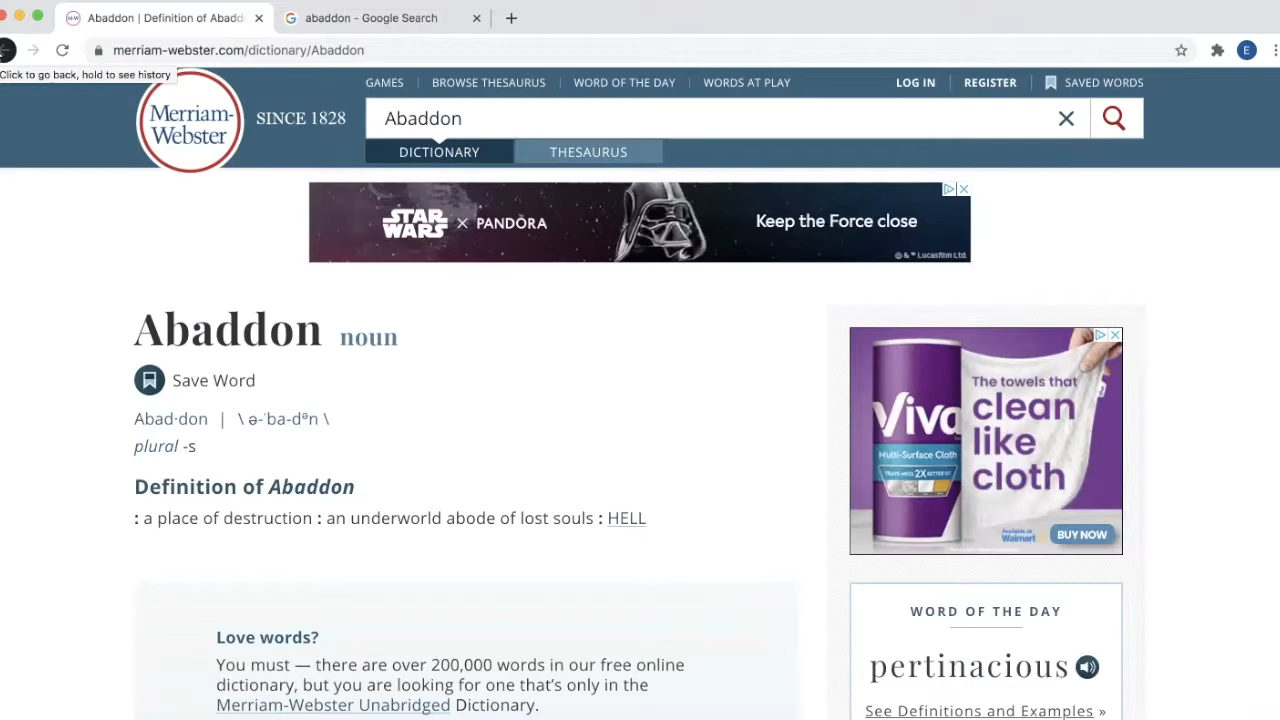 Abaddon | Definition of Abadd
abaddon - Google Search
merriam-webster.com/dictionary/Abaddon
E
Click to go back, hold to see history
GAMES
BROWSE THESAURUS
WORD OF THE DAY
WORDS AT PLAY
LOG IN
REGISTER
SAVED WORDS
Merriam-
Webster
SINCE 1828
Abaddon
DICTIONARY
THESAURUS
STAR
WARS
X PANDORA
Keep the Force close
© & ™ Lucasfilm Ltd.
Abaddon noun
Save Word
Abad·don | \ ə-ˈba-dᵊn \
plural -s
Definition of Abaddon
: a place of destruction : an underworld abode of lost souls : HELL
Viva
Multi-Surface Cloth
The towels that
clean
like
cloth
Available at
Walmart
BUY NOW
Love words?
You must — there are over 200,000 words in our free online
dictionary, but you are looking for one that’s only in the
Merriam-Webster Unabridged Dictionary.
WORD OF THE DAY
pertinacious
See Definitions and Examples »